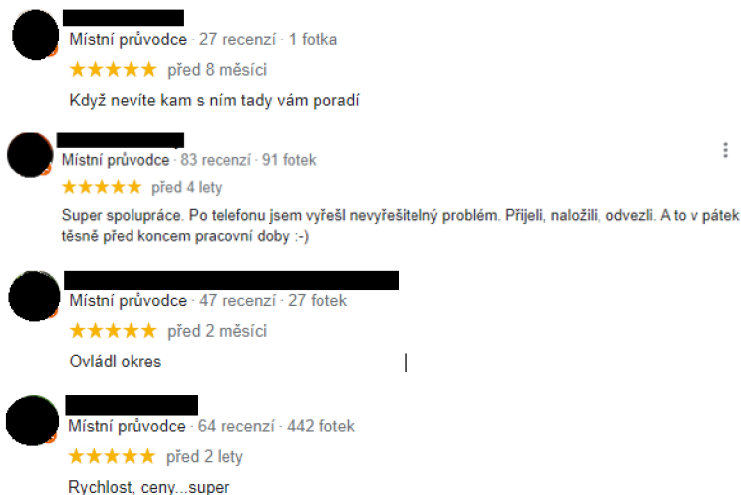 Místní průvodce · 27 recenzí · 1 fotka
před 8 měsíci
Když nevíte kam s ním tady vám poradí
Místní průvodce · 83 recenzí · 91 fotek
před 4 lety
Super spolupráce. Po telefonu jsem vyřešl nevyřešitelný problém. Přijeli, naložili, odvezli. A to v pátek
těsně před koncem pracovní doby :-)
Místní průvodce · 47 recenzí · 27 fotek
před 2 měsíci
Ovládl okres
Místní průvodce · 64 recenzí · 442 fotek
před 2 lety
Rychlost, ceny...super